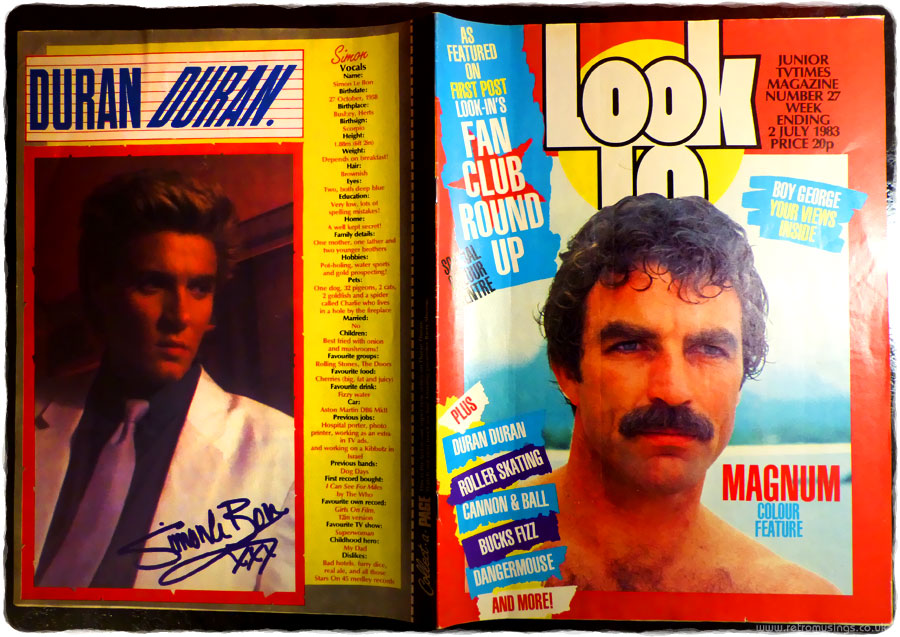 DURAN DURAN.
Simon
Vocals
Name:
Simon Le Bon
Birthdate:
27 October, 1958
Birthplace:
Bushey, Herts
Birthsign:
Scorpio
Height:
Weight:
Depends on breakfast!
Hair:
Brownish
Eyes:
Two, both deep blue
Education:
Very low, lots of
spelling mistakes!
Home:
A well kept secret!
Family details:
One mother, one father and
two younger brothers
Hobbies:
Pot-holing, water sports
and gold prospecting!
Pets:
One dog, 32 pigeons, 2 cats,
2 goldfish and a spider
called Charlie who lives
in a hole by the fireplace
Married:
No
Children:
Best fried with onion
and mushrooms!
Favourite groups:
Rolling Stones, The Doors
Favourite food:
Cherries (big, fat and juicy)
Favourite drink:
Fizzy water
Car:
Aston Martin DB6 MkII
Previous jobs:
Hospital porter, photo
printer, working as an extra
in TV ads.
and working on a Kibbutz in
Israel
Previous bands:
Dog Days
First record bought:
I Can See For Miles
by The Who
Favourite own record:
Girls On Film,
12in version
Favourite TV show:
Superwoman
Childhood hero:
My Dad
Dislikes:
Bad hotels, furry dice,
real ale, and all those
Stars On 45 medley records
Simon Le Bon
XXX
Collect-a-PAGE
AS
FEATURED
ON
FIRST POST
LOOK-IN'S
FAN
CLUB
ROUND
UP
Look
JUNIOR
TVTIMES
MAGAZINE
NUMBER 27
WEEK
ENDING
2 JULY 1983
PRICE 20p
BOY GEORGE
YOUR VIEWS
INSIDE
PLUS
DURAN DURAN
ROLLER SKATING
CANNON & BALL
BUCKS FIZZ
DANGERMOUSE
AND MORE!
MAGNUM
COLOUR
FEATURE
www.retromusings.co.uk